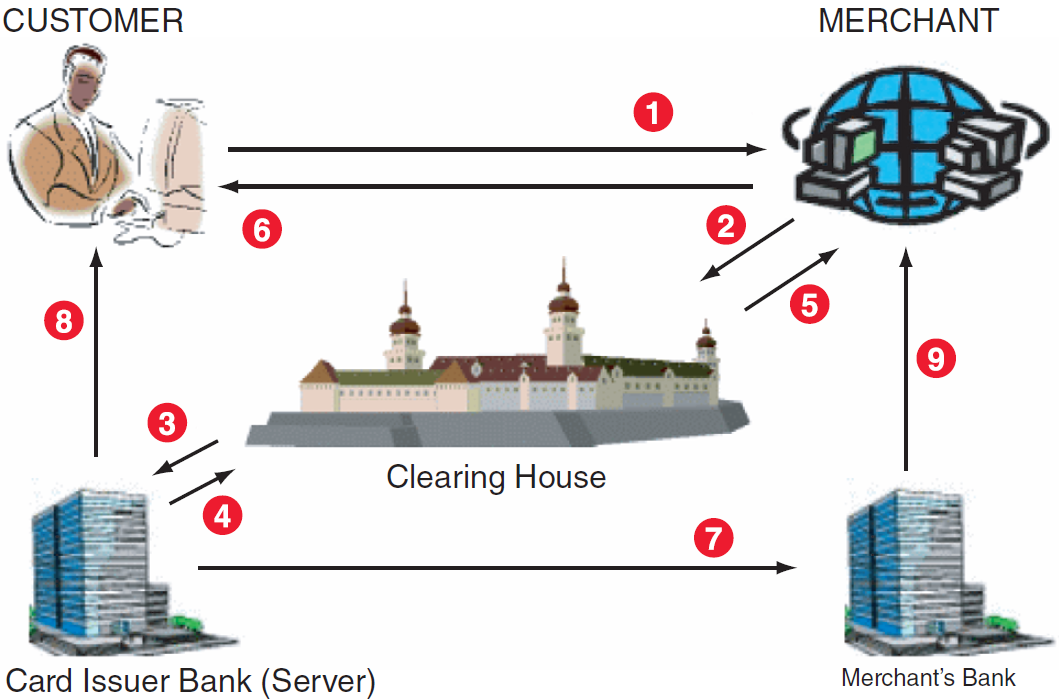 CUSTOMER
MERCHANT
1
6
2
5
8
9
3
4
Clearing House
7
Card Issuer Bank (Server)
Merchant's Bank